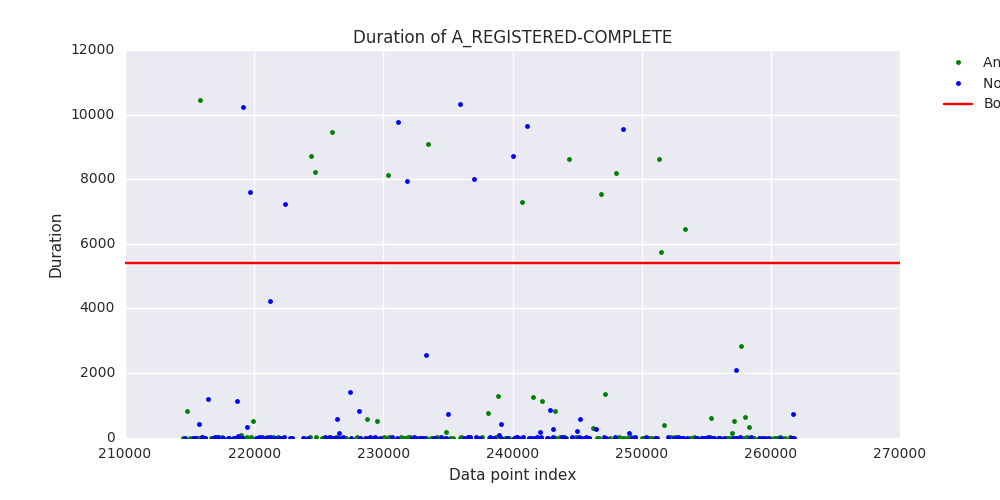 Duration of A_REGISTERED-COMPLETE
12000
10000
8000
6000
4000
2000
0
Duration
210000 220000 230000 240000 250000 260000 270000
Data point index
An
No
Bo